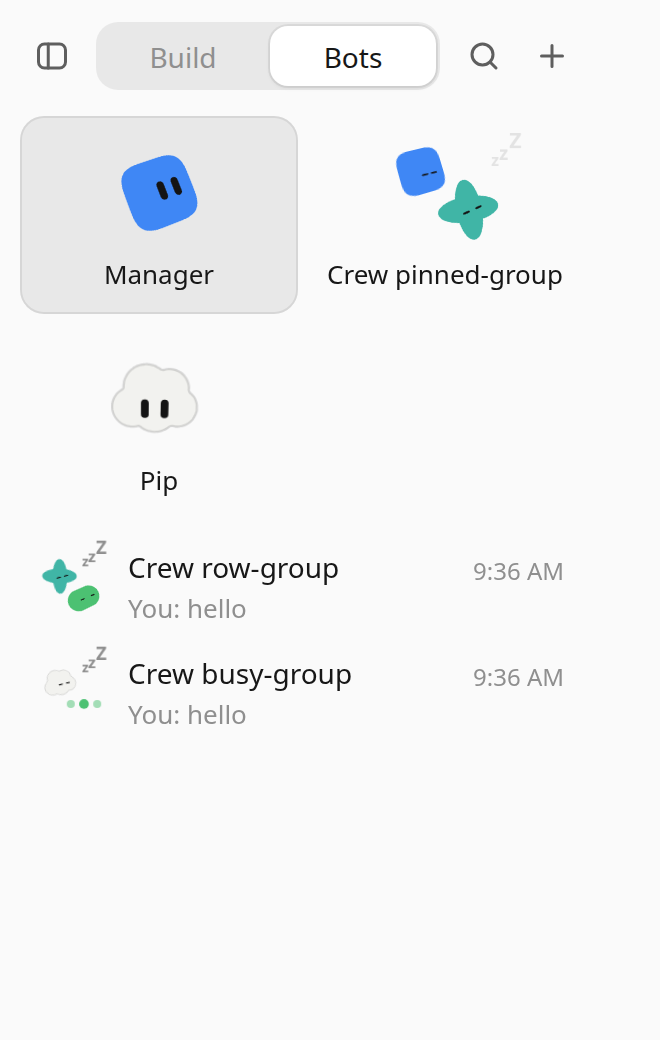 Build
Bots
Manager
z z Z
Crew pinned-group
Pip
z z Z
Crew row-group
9:36 AM
You: hello
z z Z
Crew busy-group
9:36 AM
You: hello